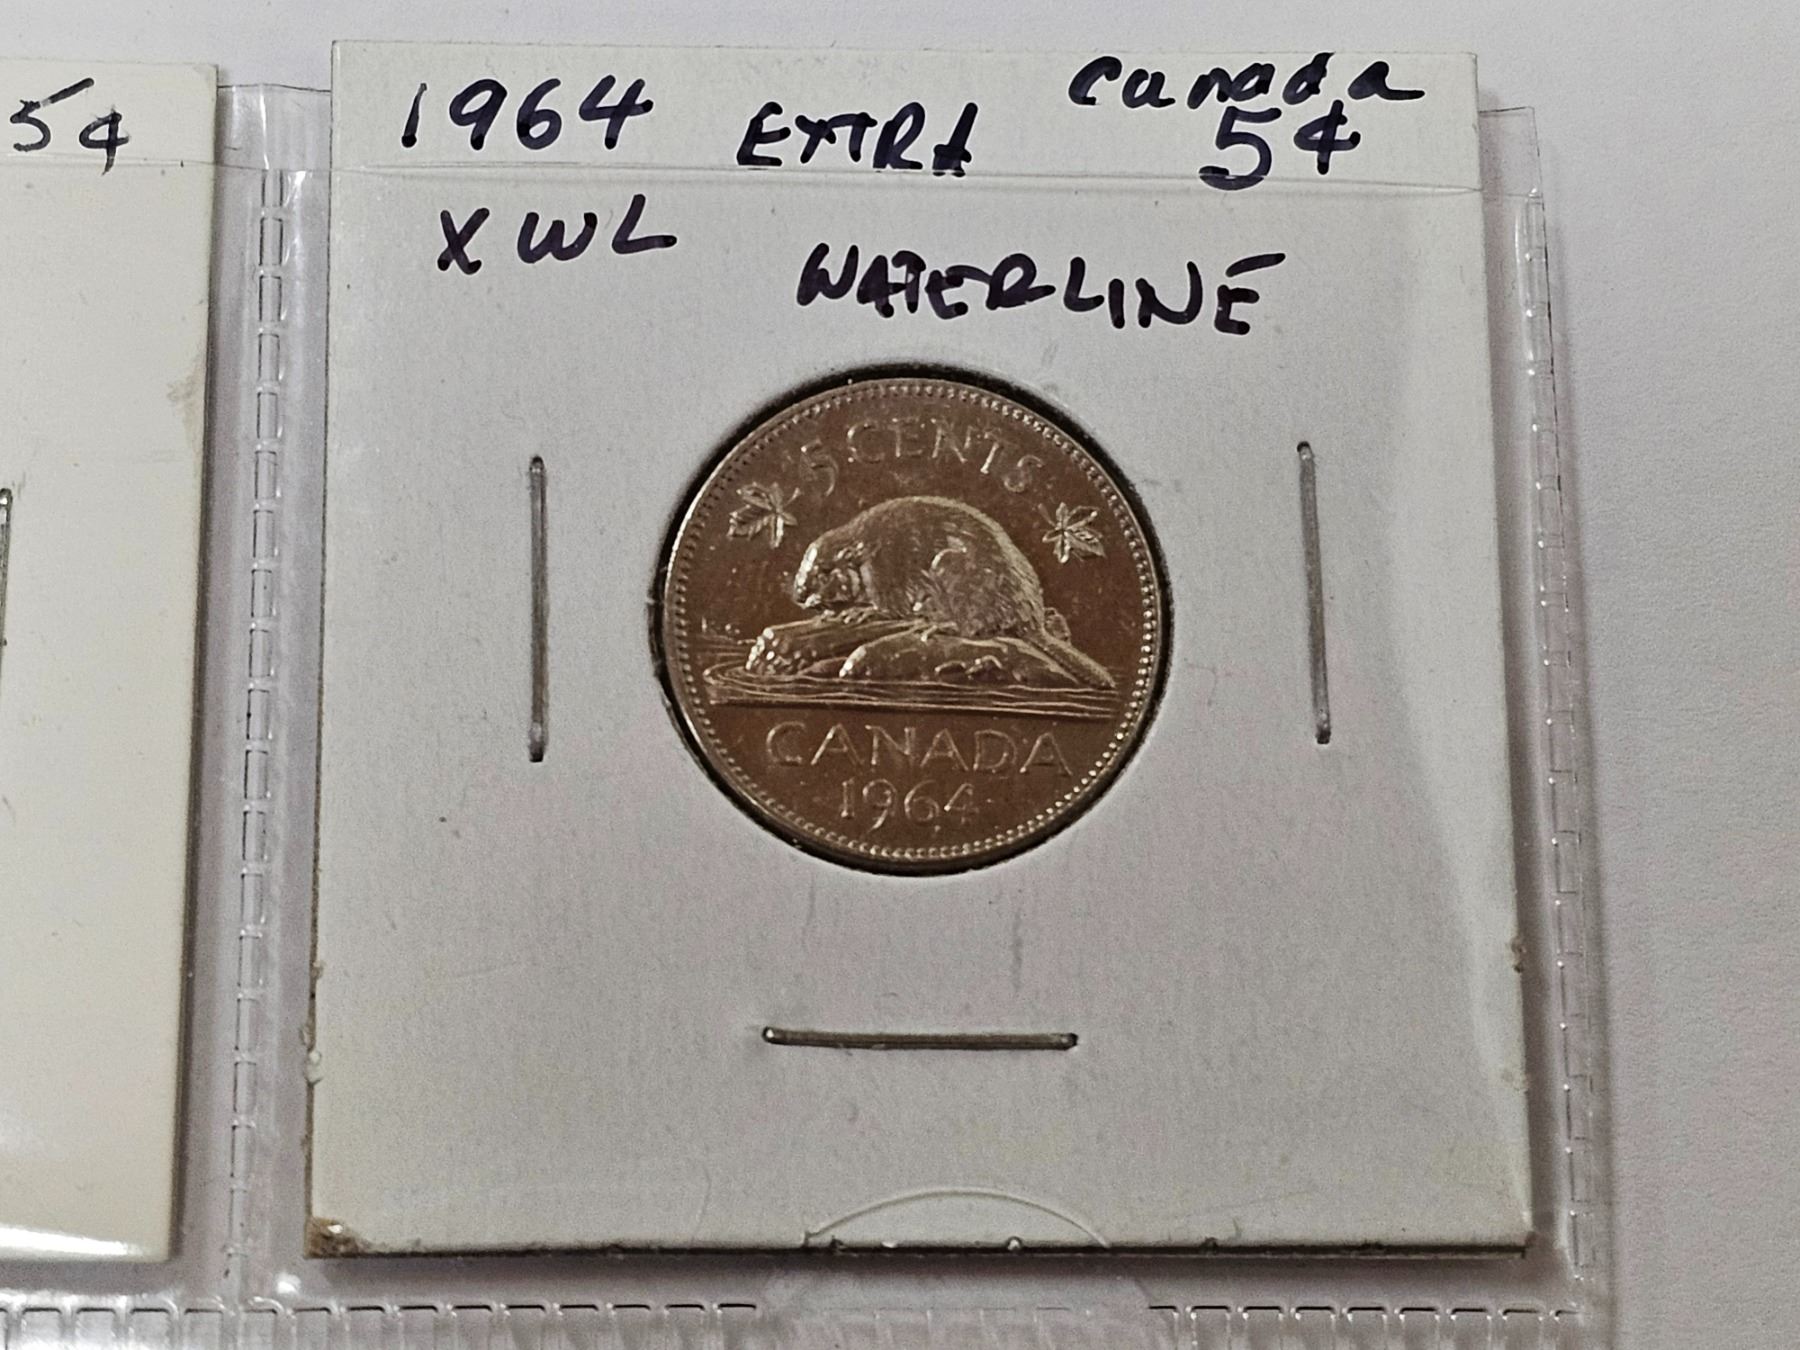 5¢
1964 EXTRA Canada 5¢
XWL WATERLINE
5 CENTS
CANADA
1964